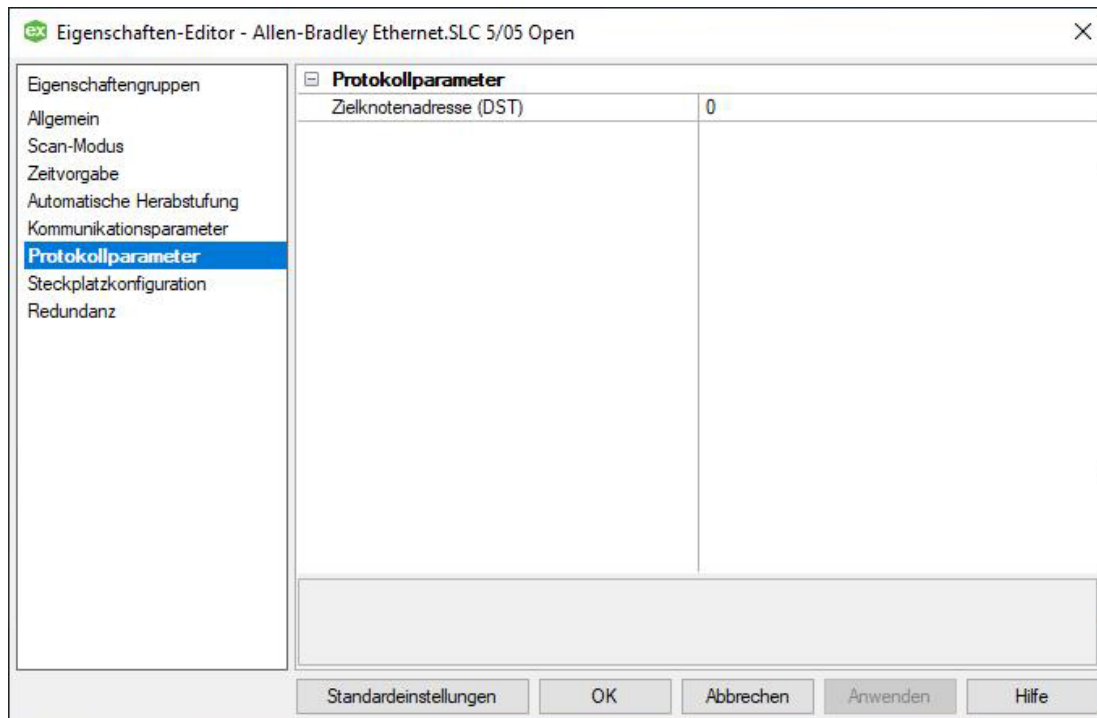 ex Eigenschaften-Editor - Allen-Bradley Ethernet.SLC 5/05 Open
Eigenschaftengruppen
Allgemein
Scan-Modus
Zeitvorgabe
Automatische Herabstufung
Kommunikationsparameter
Protokollparameter
Steckplatzkonfiguration
Redundanz
Protokollparameter
Zielknotenadresse (DST) 0
Standardeinstellungen OK Abbrechen Anwenden Hilfe